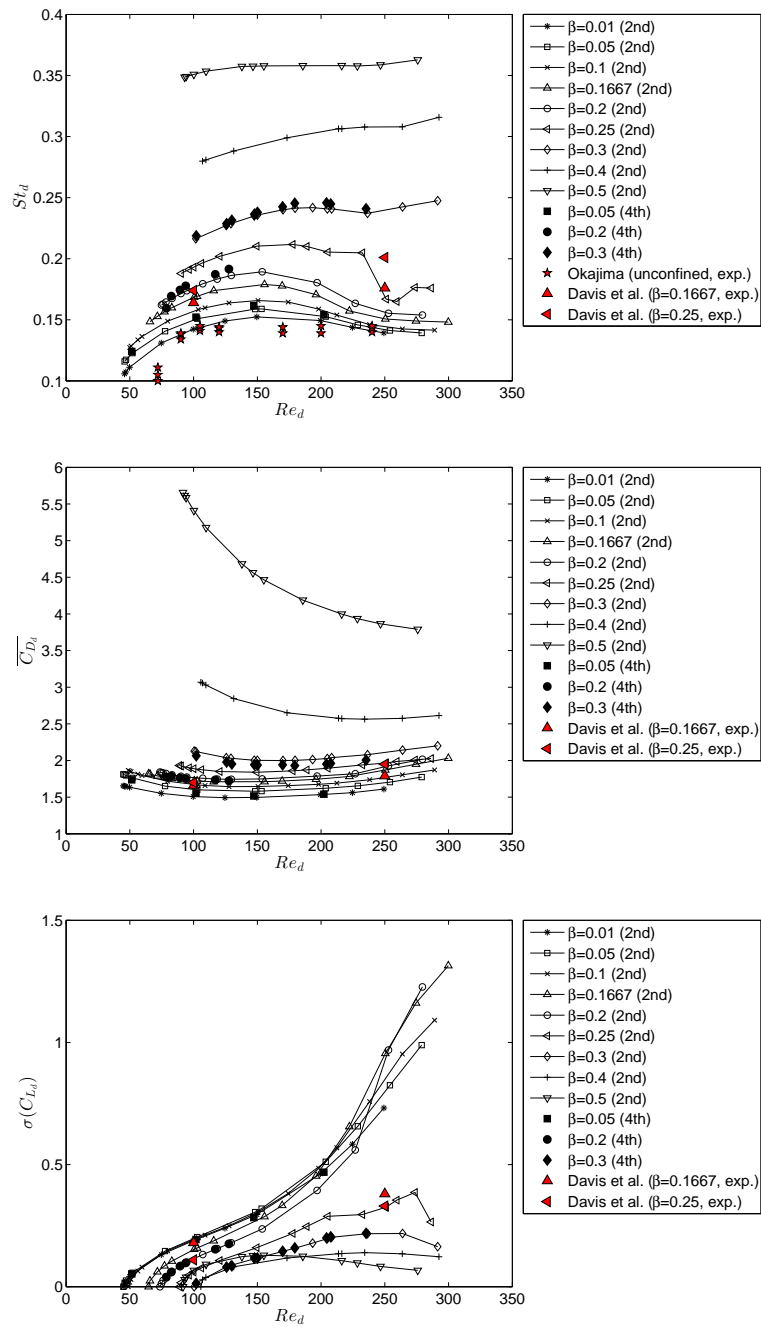 0.4
0.35
0.3
0.25
0.2
0.15
0.1
St_d
0 50 100 150 200 250 300 350
Re_d
β=0.01 (2nd)
β=0.05 (2nd)
β=0.1 (2nd)
β=0.1667 (2nd)
β=0.2 (2nd)
β=0.25 (2nd)
β=0.3 (2nd)
β=0.4 (2nd)
β=0.5 (2nd)
β=0.05 (4th)
β=0.2 (4th)
β=0.3 (4th)
Okajima (unconfined, exp.)
Davis et al. (β=0.1667, exp.)
Davis et al. (β=0.25, exp.)
6
5.5
5
4.5
4
3.5
3
2.5
2
1.5
1
\overline{C_{D_d}}
0 50 100 150 200 250 300 350
Re_d
β=0.01 (2nd)
β=0.05 (2nd)
β=0.1 (2nd)
β=0.1667 (2nd)
β=0.2 (2nd)
β=0.25 (2nd)
β=0.3 (2nd)
β=0.4 (2nd)
β=0.5 (2nd)
β=0.05 (4th)
β=0.2 (4th)
β=0.3 (4th)
Davis et al. (β=0.1667, exp.)
Davis et al. (β=0.25, exp.)
1.5
1
0.5
0
σ(C_{L_d})
0 50 100 150 200 250 300 350
Re_d
β=0.01 (2nd)
β=0.05 (2nd)
β=0.1 (2nd)
β=0.1667 (2nd)
β=0.2 (2nd)
β=0.25 (2nd)
β=0.3 (2nd)
β=0.4 (2nd)
β=0.5 (2nd)
β=0.05 (4th)
β=0.2 (4th)
β=0.3 (4th)
Davis et al. (β=0.1667, exp.)
Davis et al. (β=0.25, exp.)